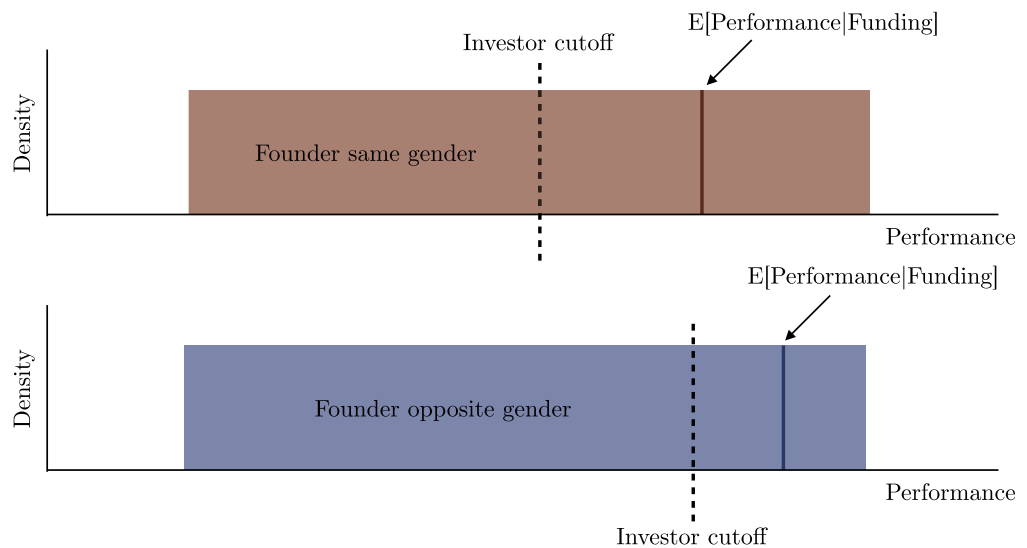 E[Performance|Funding]
Investor cutoff
Density
Founder same gender
Performance
E[Performance|Funding]
Density
Founder opposite gender
Performance
Investor cutoff